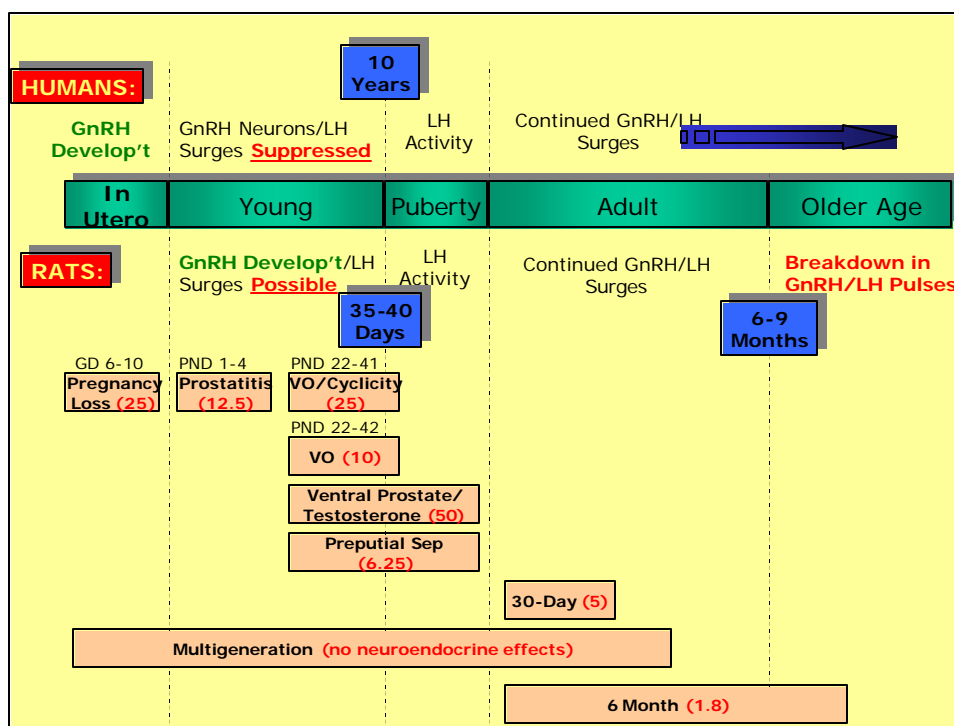 10
Years
HUMANS:
GnRH
Develop't
GnRH Neurons/LH
Surges Suppressed
LH
Activity
Continued GnRH/LH
Surges
In
Utero
Young
Puberty
Adult
Older Age
RATS:
GnRH Develop't/LH
Surges Possible
LH
Activity
Continued GnRH/LH
Surges
Breakdown in
GnRH/LH Pulses
35-40
Days
6-9
Months
GD 6-10
Pregnancy
Loss (25)
PND 1-4
Prostatitis
(12.5)
PND 22-41
VO/Cyclicity
(25)
PND 22-42
VO (10)
Ventral Prostate/
Testosterone (50)
Preputial Sep
(6.25)
30-Day (5)
Multigeneration (no neuroendocrine effects)
6 Month (1.8)